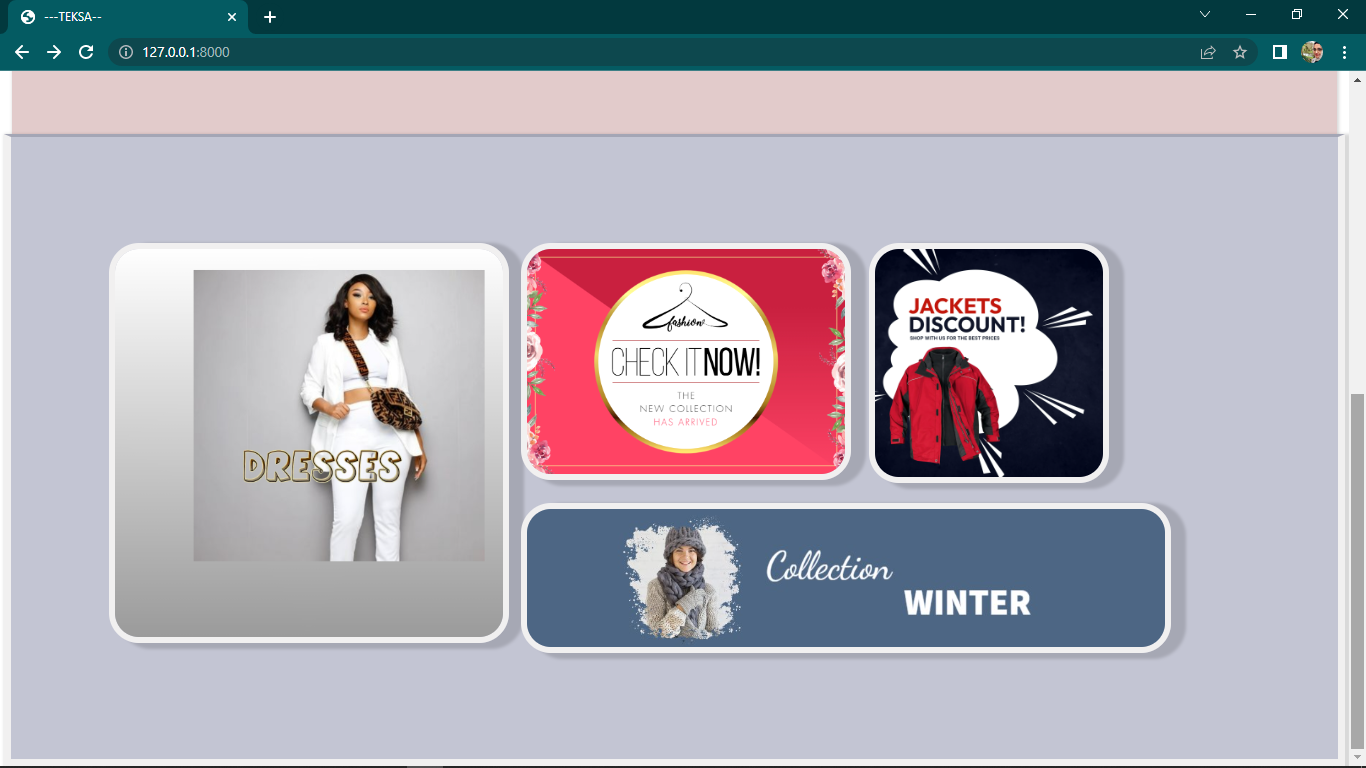 ---TEKSA--
127.0.0.1:8000
DRESSES
fashion
CHECK IT NOW!
THE
NEW COLLECTION
HAS ARRIVED
JACKETS
DISCOUNT!
SHOP WITH US FOR THE BEST PRICES
Collection
WINTER